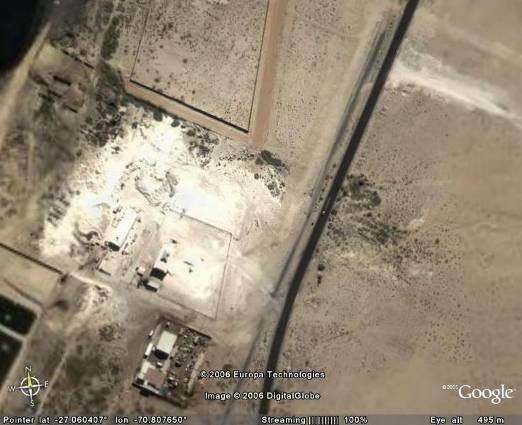 N
W E
S
© 2006 Europa Technologies
Image © 2006 DigitalGlobe
©2005 Google
Pointer lat -27.060407° lon -70.807650° Streaming 100% Eye alt 495 m